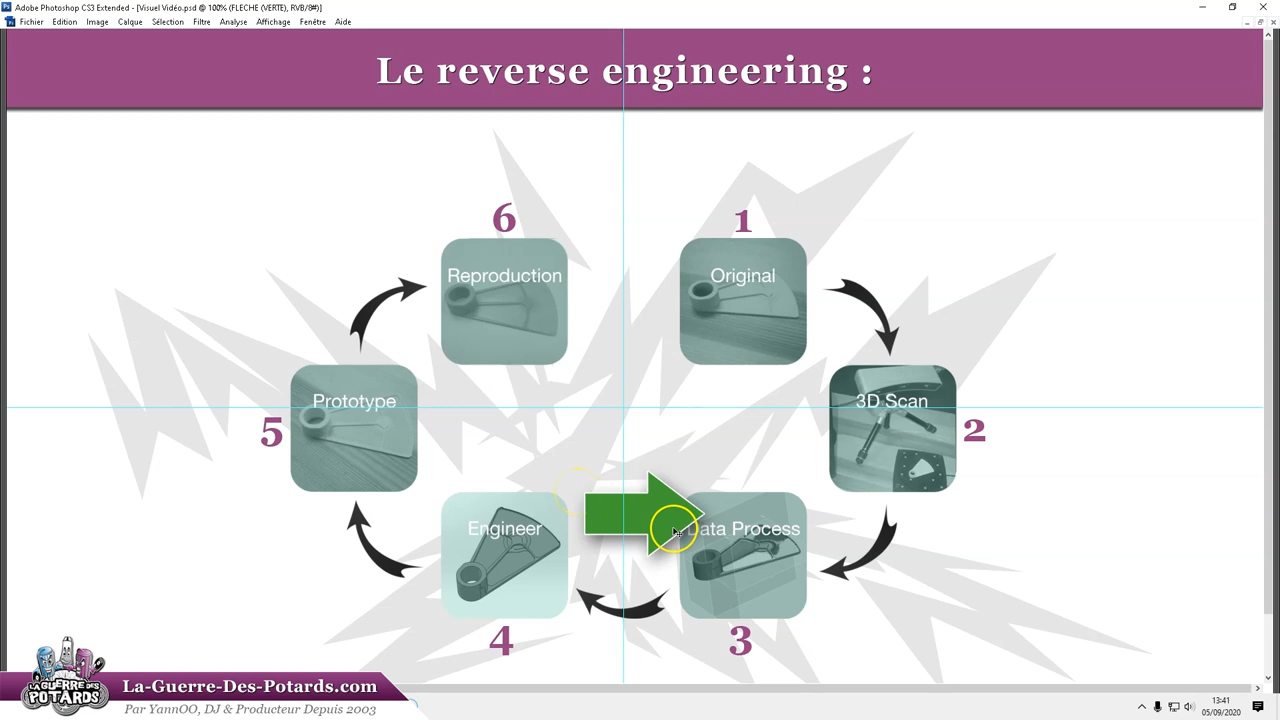 Adobe Photoshop CS3 Extended - [Visuel Vidéo.psd @ 100% (FLECHE (VERTE), RVB/8#)]
Fichier Edition Image Calque Sélection Filtre Analyse Affichage Fenêtre Aide
Le reverse engineering :
6
1
Reproduction
Original
Prototype
3D Scan
5
2
Engineer
Data Process
4
3
LA GUERRE DES
POTARDS
La-Guerre-Des-Potards.com
Par YannOO, DJ & Producteur Depuis 2003
13:41
05/09/2020